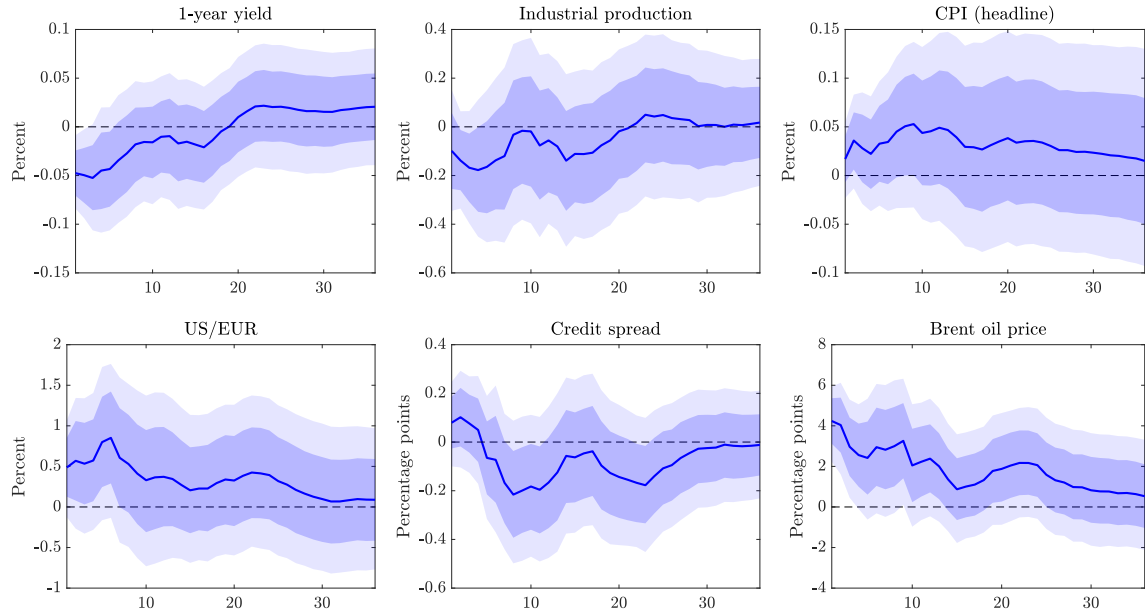 1-year yield
Percent
0.1
0.05
0
-0.05
-0.1
-0.15
10 20 30
Industrial production
Percent
0.4
0.2
0
-0.2
-0.4
-0.6
10 20 30
CPI (headline)
Percent
0.15
0.1
0.05
0
-0.05
-0.1
10 20 30
US/EUR
Percent
2
1.5
1
0.5
0
-0.5
-1
10 20 30
Credit spread
Percentage points
0.4
0.2
0
-0.2
-0.4
-0.6
10 20 30
Brent oil price
Percentage points
8
6
4
2
0
-2
-4
10 20 30